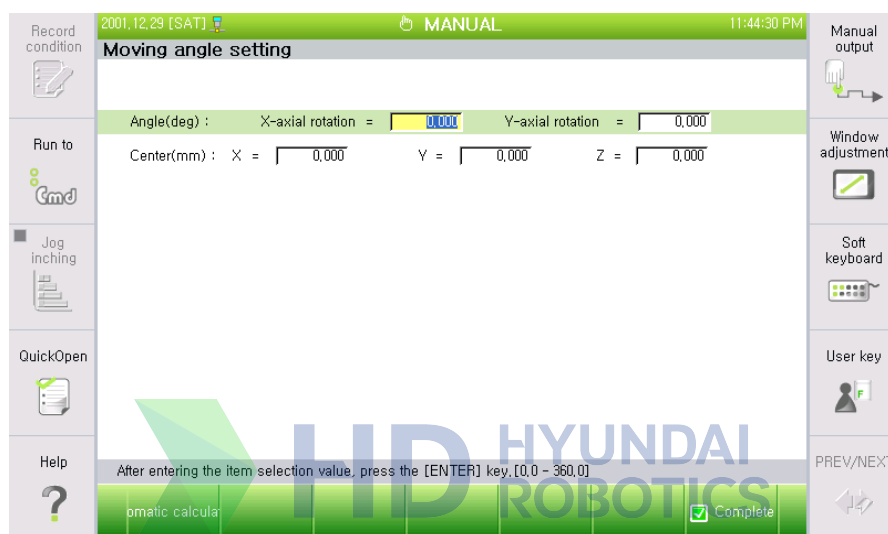 2001,12,29 [SAT] MANUAL 11:44:30 PM
Moving angle setting
Record
condition
Run to
Cmd
Jog
inching
QuickOpen
Help
Angle(deg) : X-axial rotation = 0,000 Y-axial rotation = 0,000
Center(mm) : X = 0,000 Y = 0,000 Z = 0,000
HYUNDAI
HD ROBOTICS
After entering the item selection value, press the [ENTER] key,[0,0 - 360,0]
omatic calcula Complete
Manual
output
Window
adjustment
Soft
keyboard
User key
F
PREV/NEX